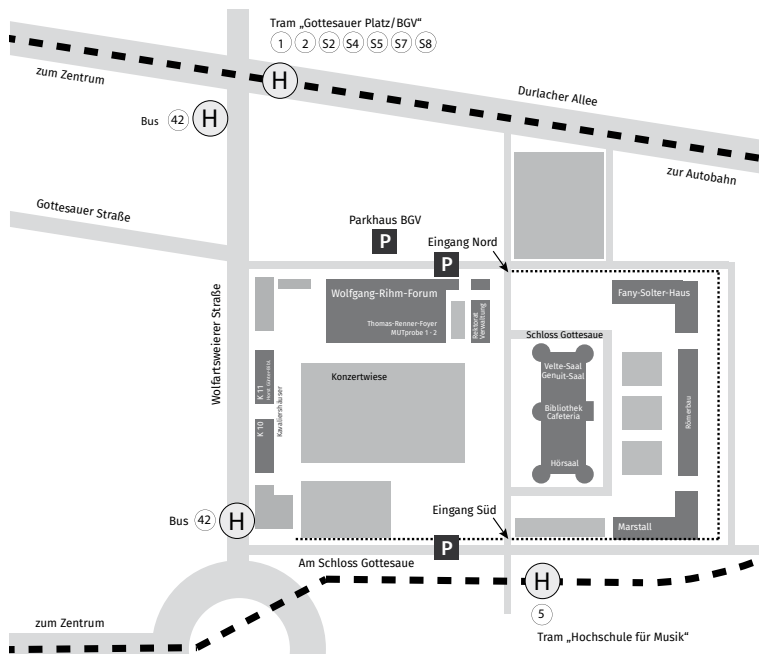 Tram „Gottesauer Platz/BGV“
1 2 S2 S4 S5 S7 S8
H
zum Zentrum
Durlacher Allee
Bus 42 H
zur Autobahn
Gottesauer Straße
Parkhaus BGV
P
Eingang Nord
P
Wolfartsweierer Straße
Wolfgang-Rihm-Forum
Thomas-Renner-Foyer
MUTprobe 1 - 2
Rektorat
Verwaltung
Fany-Solter-Haus
Schloss Gottesaue
Velte-Saal
Genuit-Saal
Konzertwiese
K 11
K 10
Kavaliershäuser
Bibliothek
Cafeteria
Römerbau
Hörsaal
Eingang Süd
Marstall
Bus 42 H
P
Am Schloss Gottesaue
H
5
zum Zentrum
Tram „Hochschule für Musik“